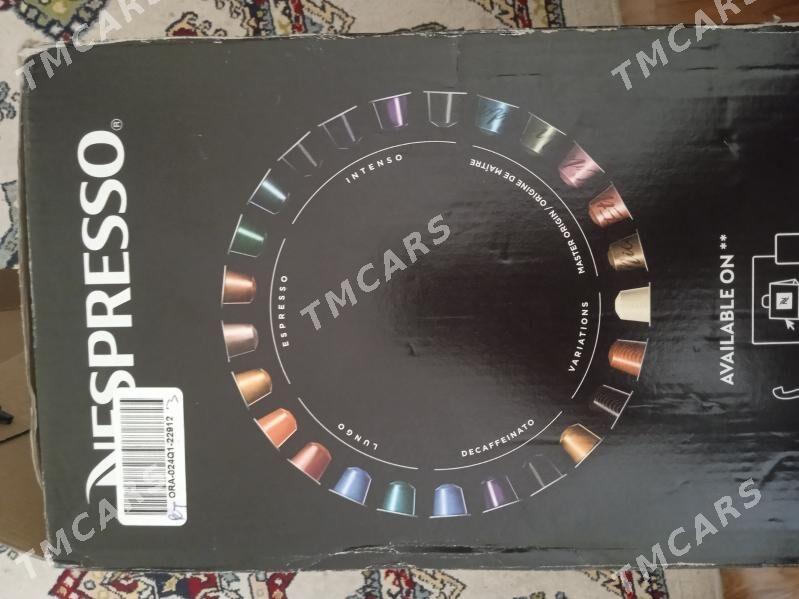 NESPRESSO®
ORA-024Q1-22912
3
INTENSO
MASTER ORIGIN / ORIGINE DE MAÎTRE
ESPRESSO
VARIATIONS
LUNGO
DECAFFEINATO
AVAILABLE ON **
N
TMCARS
TMCARS
TMCARS
TMCARS
TMCARS